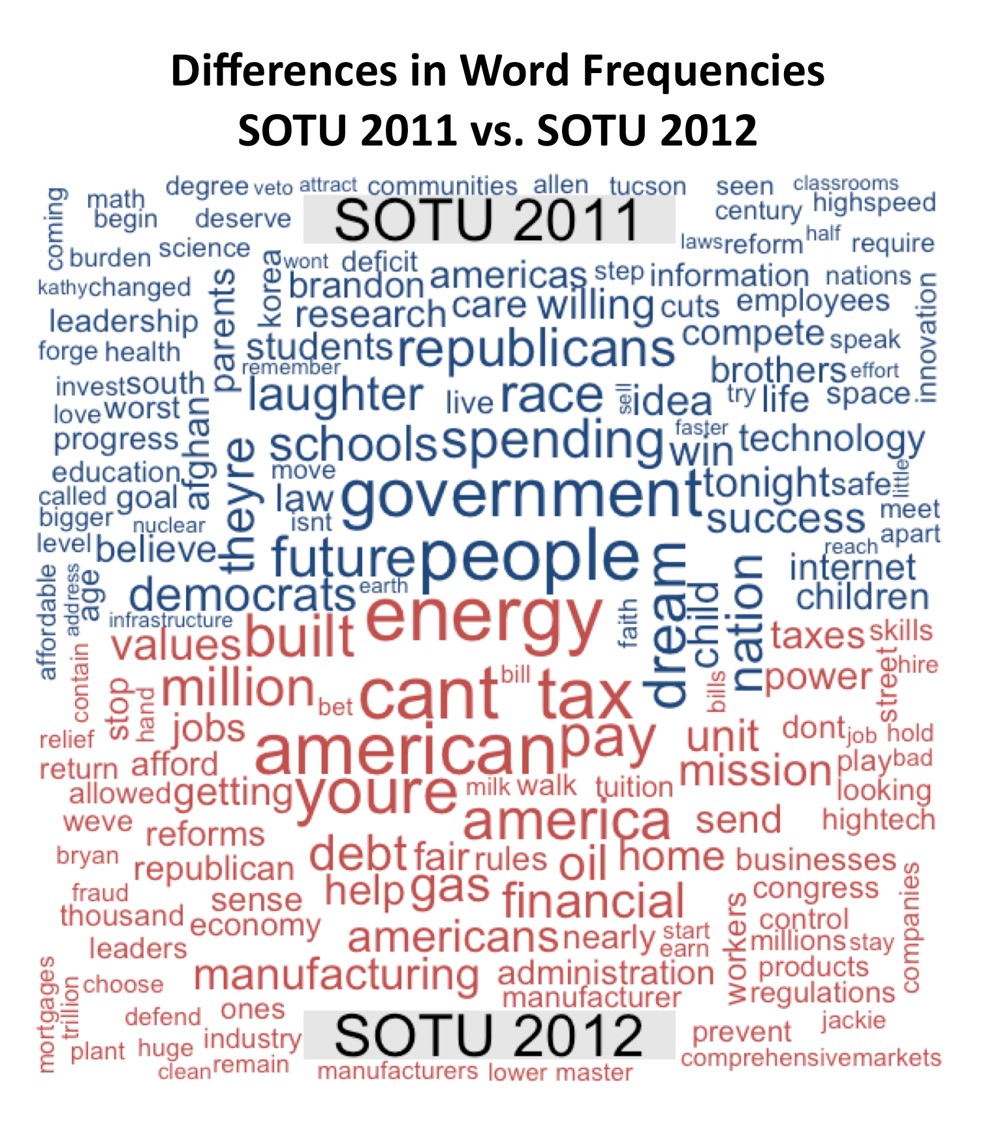 Differences in Word Frequencies
SOTU 2011 vs. SOTU 2012
degree veto attract communities allen tucson seen classrooms
coming math begin deserve SOTU 2011 century highspeed
burden science korea wont deficit laws reform half require
kathy changed parents brandon americas step information nations
leadership research care willing cuts employees innovation
forge health students republicans compete speak
remember brothers effort
invest south laughter live race sell idea try life space
love worst afghan
progress theyre schools spending faster win technology
education move
called goal law government tonight safe little
bigger nuclear isnt success meet
level believe future people reach apart
affordable address age democrats earth dream child nation internet
infrastructure faith children
values built energy taxes skills
contain stop hand million bet cant bill tax bills power street hire
relief jobs american pay unit dont job hold
return afford mission play bad
allowed getting youre milk walk tuition looking
weve reforms america send hightech
bryan republican debt fair rules oil home businesses
fraud sense help gas financial workers congress companies
thousand economy control
leaders americans nearly start earn millions stay
mortgages trillion choose manufacturing administration products
manufacturer regulations
defend ones SOTU 2012 prevent jackie
plant huge industry comprehensive markets
clean remain manufacturers lower master